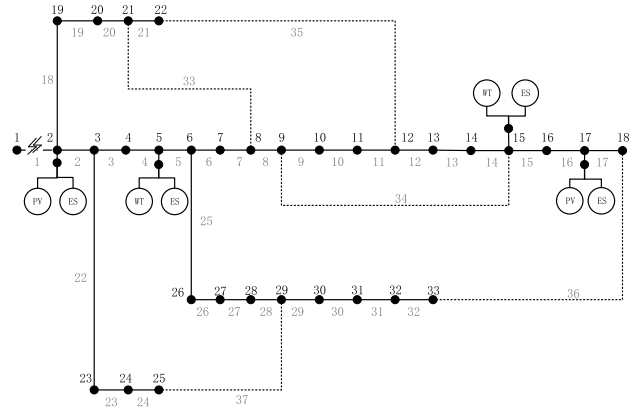 19 20 21 22
19 20 21 35
18 33
WT ES
1 2 3 4 5 6 7 8 9 10 11 12 13 14 15 16 17 18
1 2 3 4 5 6 7 8 9 10 11 12 13 14 15 16 17
PV ES WT ES 34 PV ES
25
22
26 27 28 29 30 31 32 33
26 27 28 29 30 31 32 36
23 24 25
23 24 37